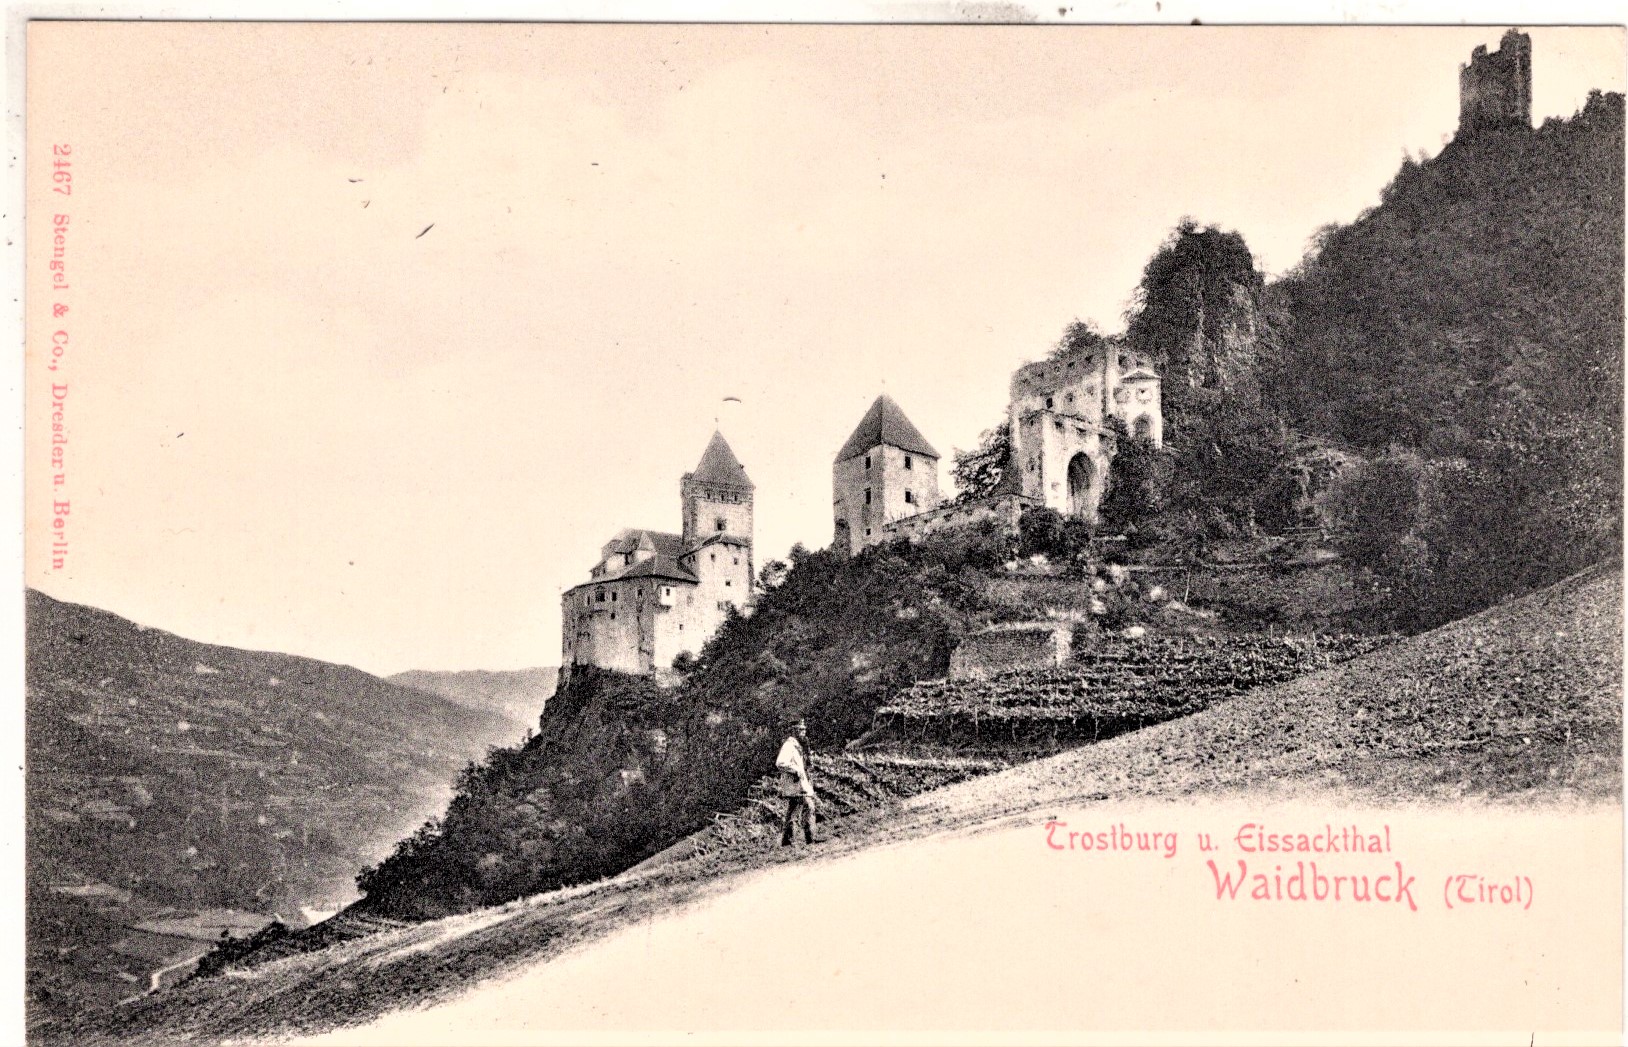 2467 Stengel & Co., Dresden u. Berlin
Trostburg u. Eissackthal
Waidbruck (Tirol)